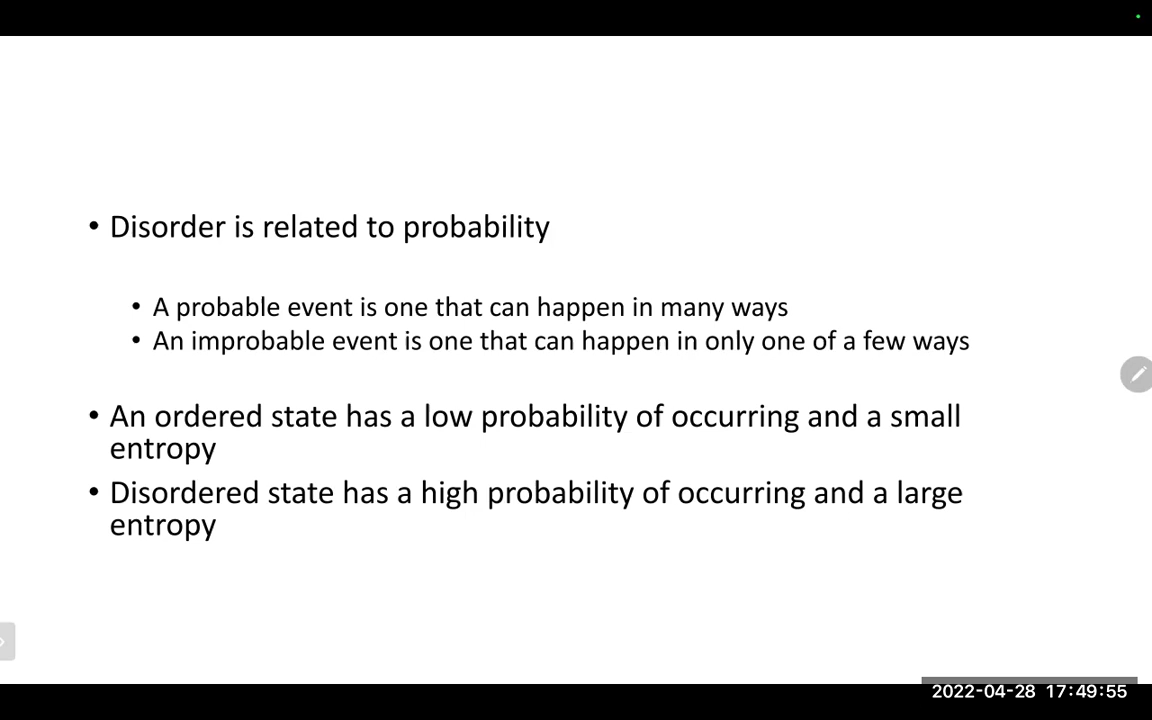 • Disorder is related to probability
• A probable event is one that can happen in many ways
• An improbable event is one that can happen in only one of a few ways
• An ordered state has a low probability of occurring and a small
entropy
• Disordered state has a high probability of occurring and a large
entropy
2022-04-28 17:49:55